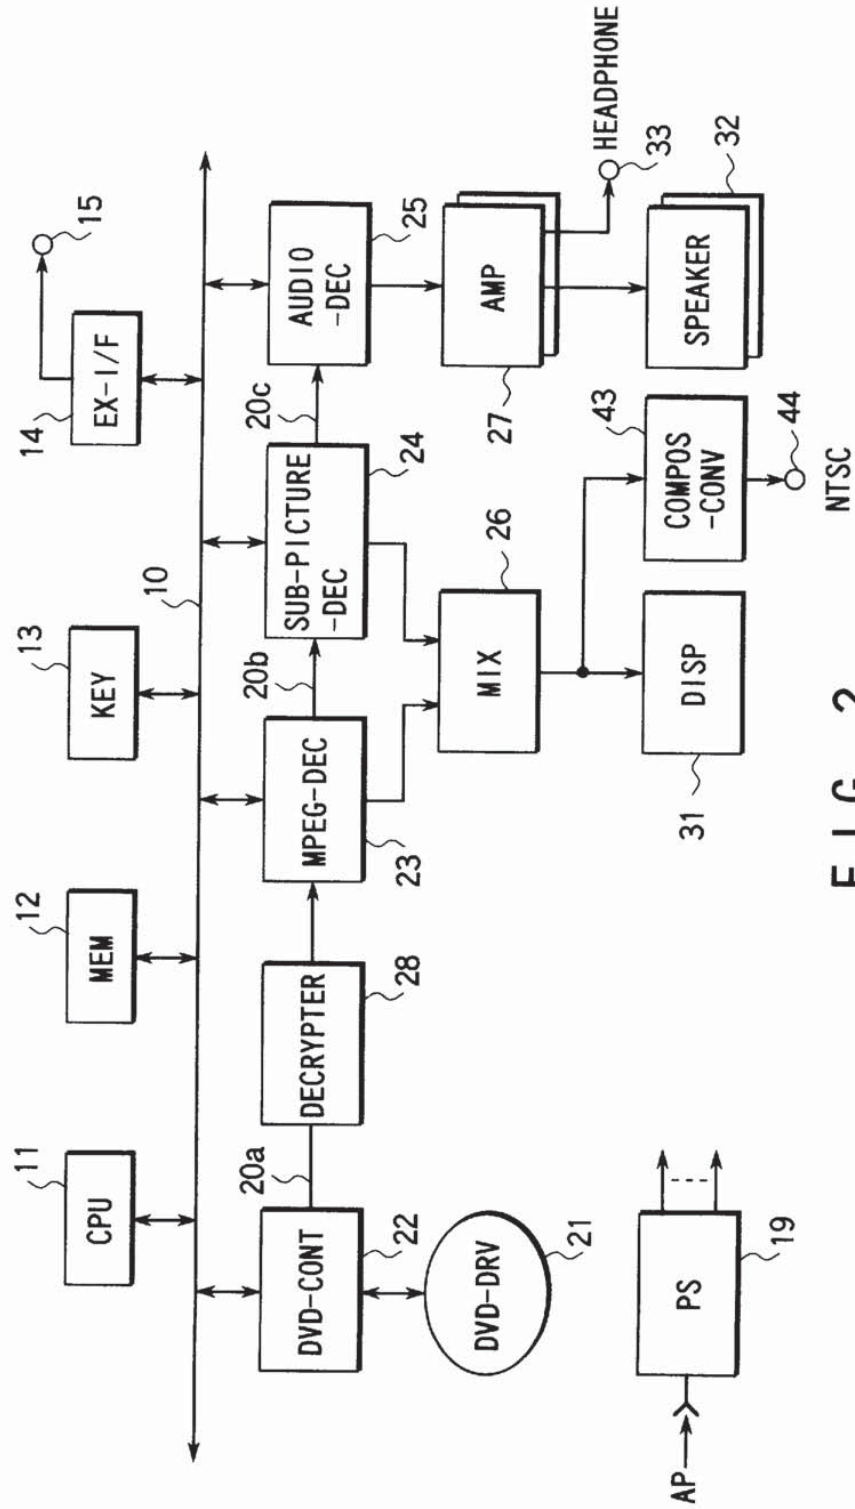 11
CPU
12
MEM
13
KEY
14
EX-I/F
15
10
DVD-CONT
22
20a
DECRYPTER
28
MPEG-DEC
23
20b
SUB-PICTURE
-DEC
24
20c
AUDIO
-DEC
25
DVD-DRV
21
MIX
26
AMP
27
HEADPHONE
33
AP
PS
19
DISP
31
COMPOS
-CONV
43
44
NTSC
SPEAKER
32
FIG. 2